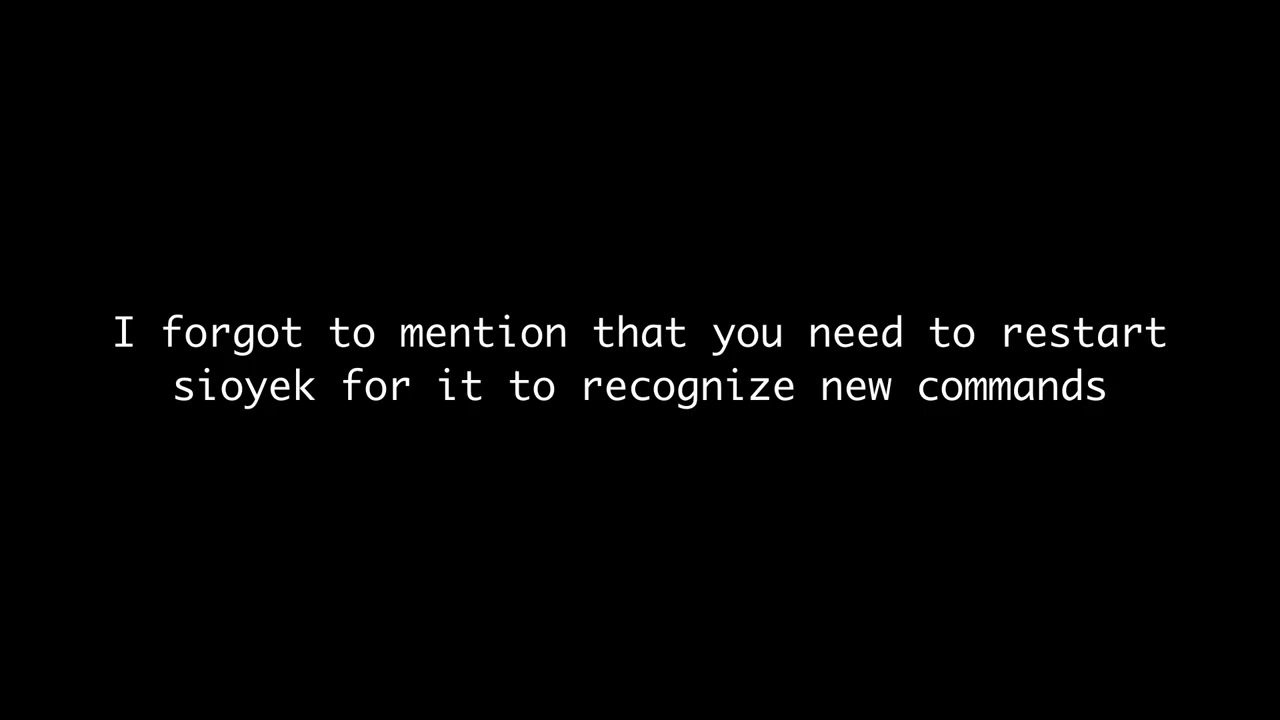 I forgot to mention that you need to restart
sioyek for it to recognize new commands